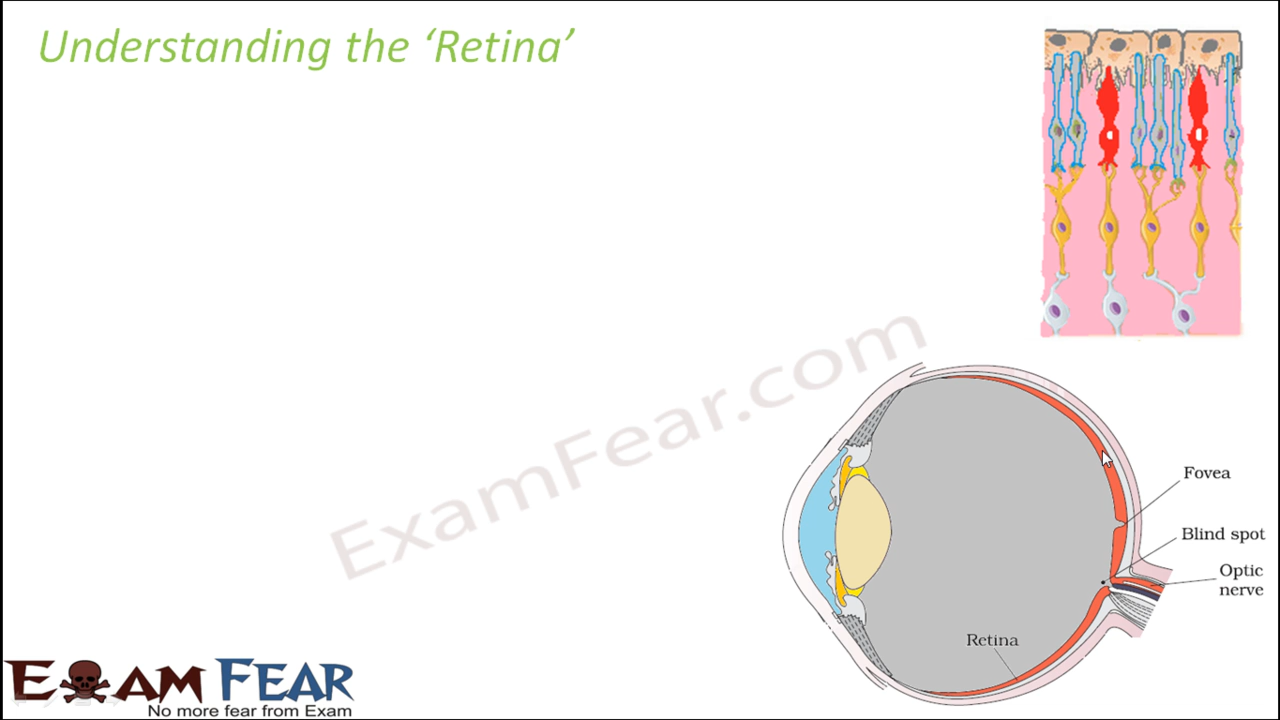 Understanding the ‘Retina’
ExamFear.com
Fovea
Blind spot
Optic
nerve
Retina
EXAM FEAR
No more fear from Exam